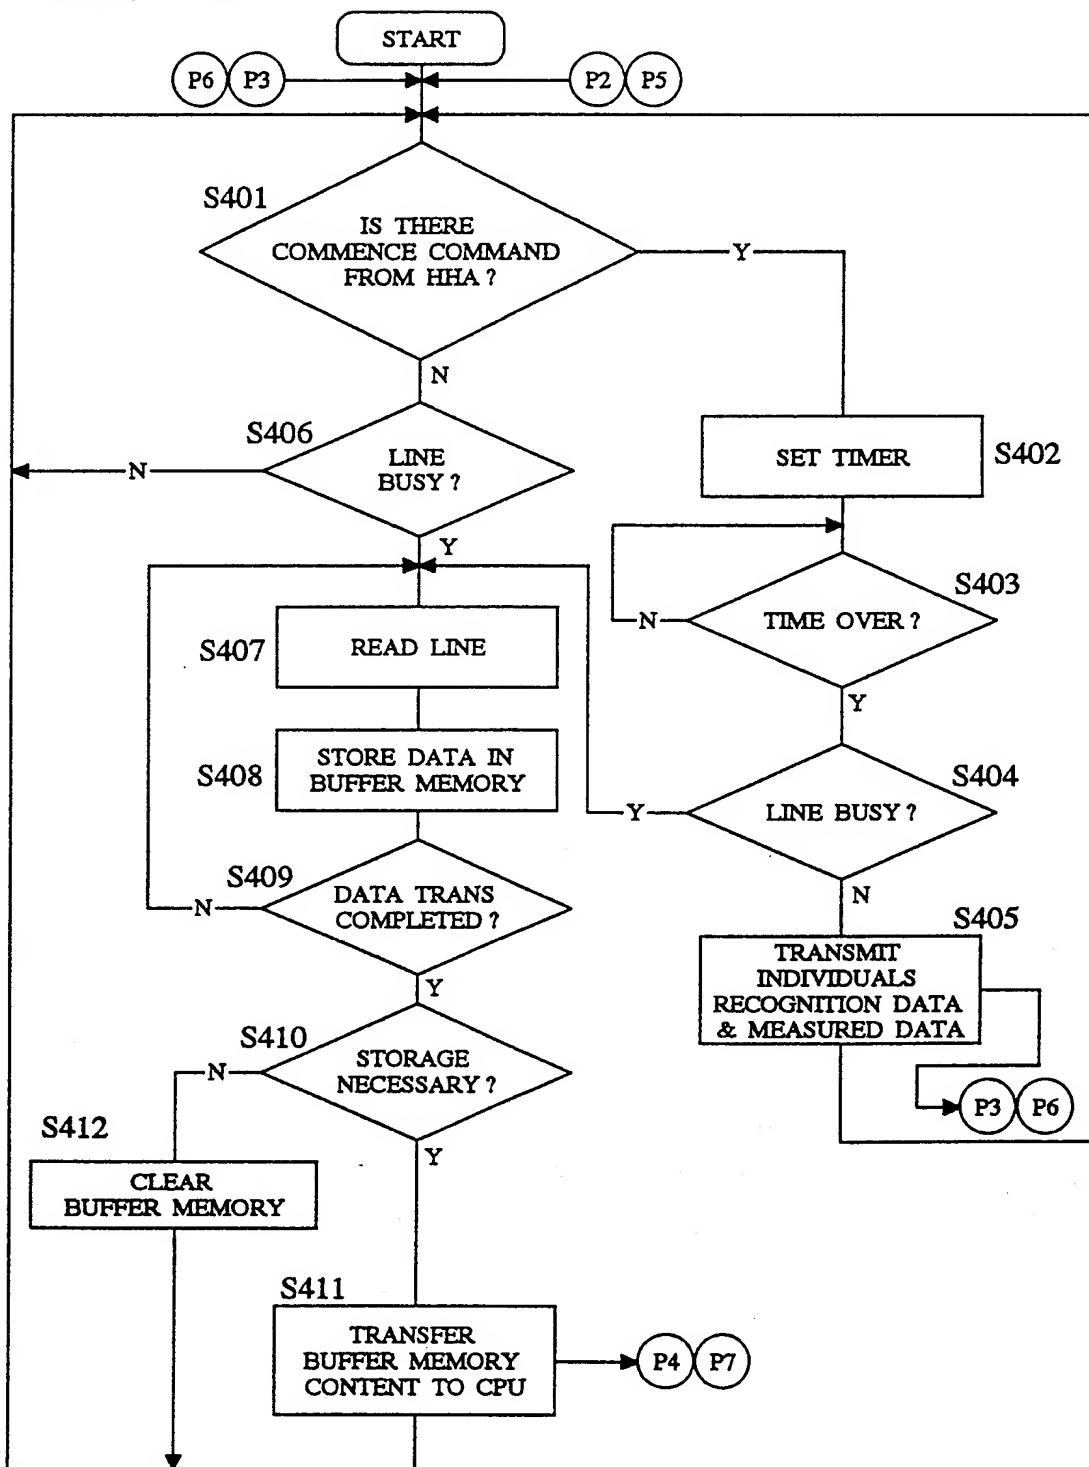 START
P6 P3
P2 P5
S401
IS THERE
COMMENCE COMMAND
FROM HHA ?
Y
N
S406
LINE
BUSY ?
N
Y
SET TIMER
S402
S403
TIME OVER ?
N
Y
S407
READ LINE
S408
STORE DATA IN
BUFFER MEMORY
S404
LINE BUSY ?
Y
N
S409
DATA TRANS
COMPLETED ?
N
Y
S405
TRANSMIT
INDIVIDUALS
RECOGNITION DATA
& MEASURED DATA
P3 P6
S410
STORAGE
NECESSARY ?
N
Y
S412
CLEAR
BUFFER MEMORY
S411
TRANSFER
BUFFER MEMORY
CONTENT TO CPU
P4 P7